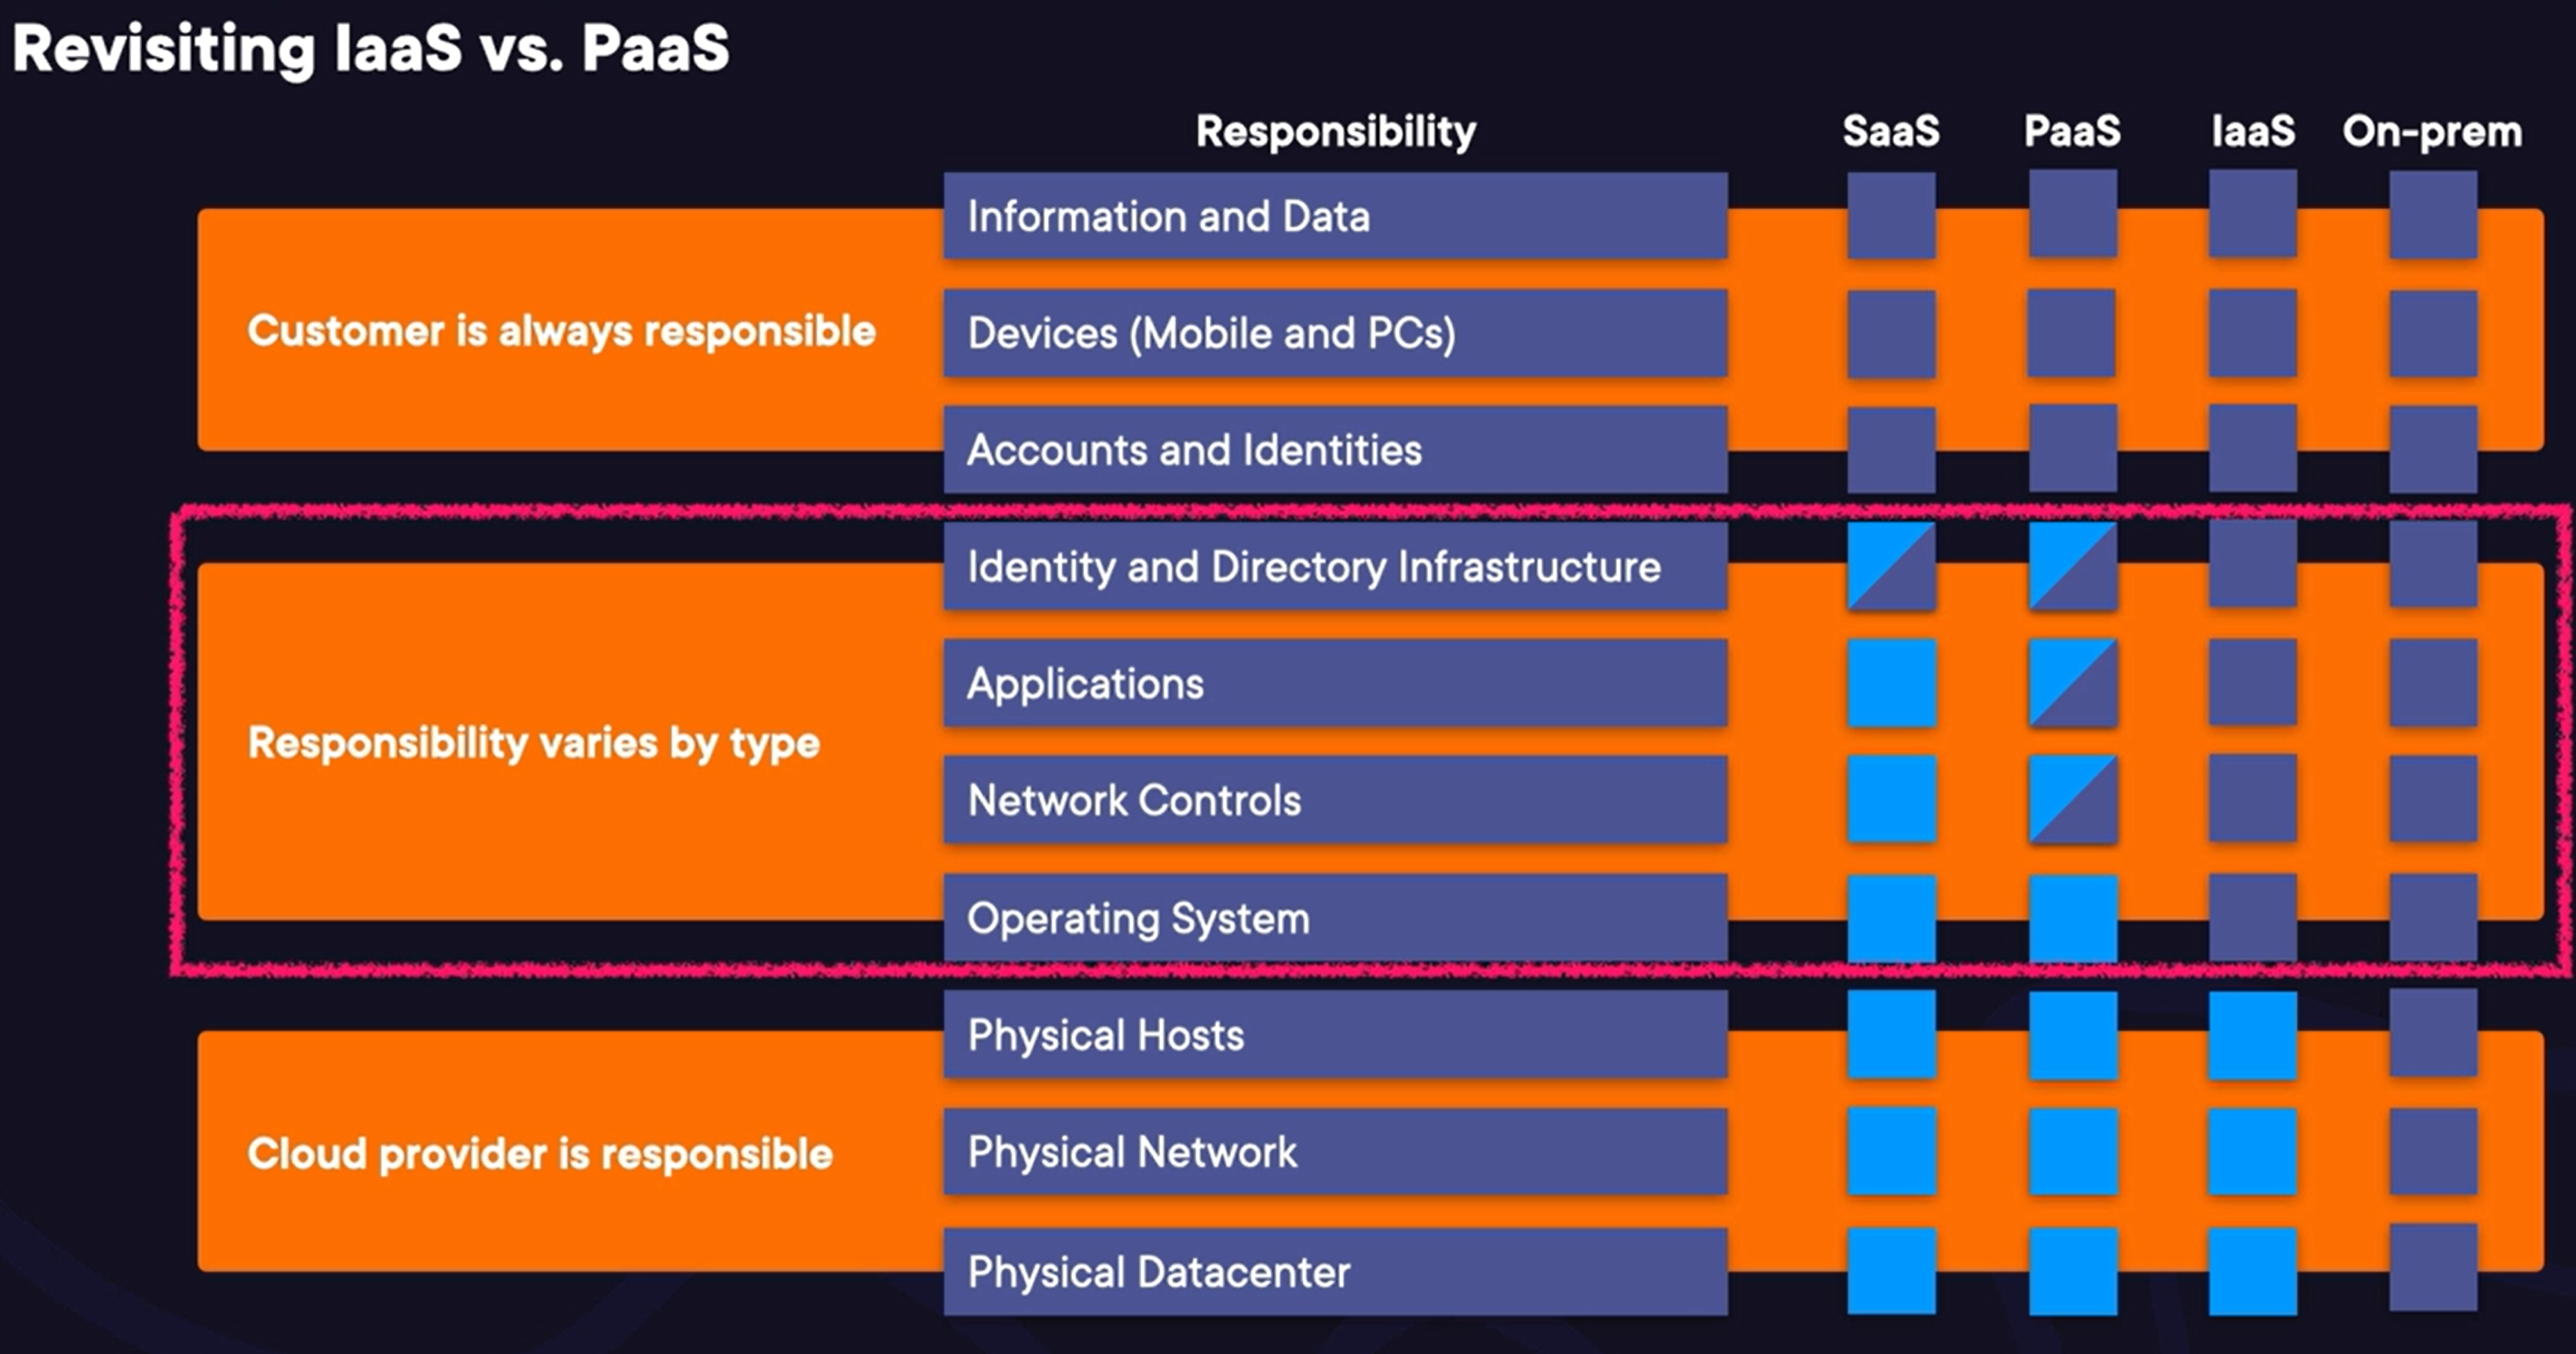 Revisiting IaaS vs. PaaS
Responsibility SaaS PaaS IaaS On-prem
Customer is always responsible
Information and Data
Devices (Mobile and PCs)
Accounts and Identities
Responsibility varies by type
Identity and Directory Infrastructure
Applications
Network Controls
Operating System
Cloud provider is responsible
Physical Hosts
Physical Network
Physical Datacenter